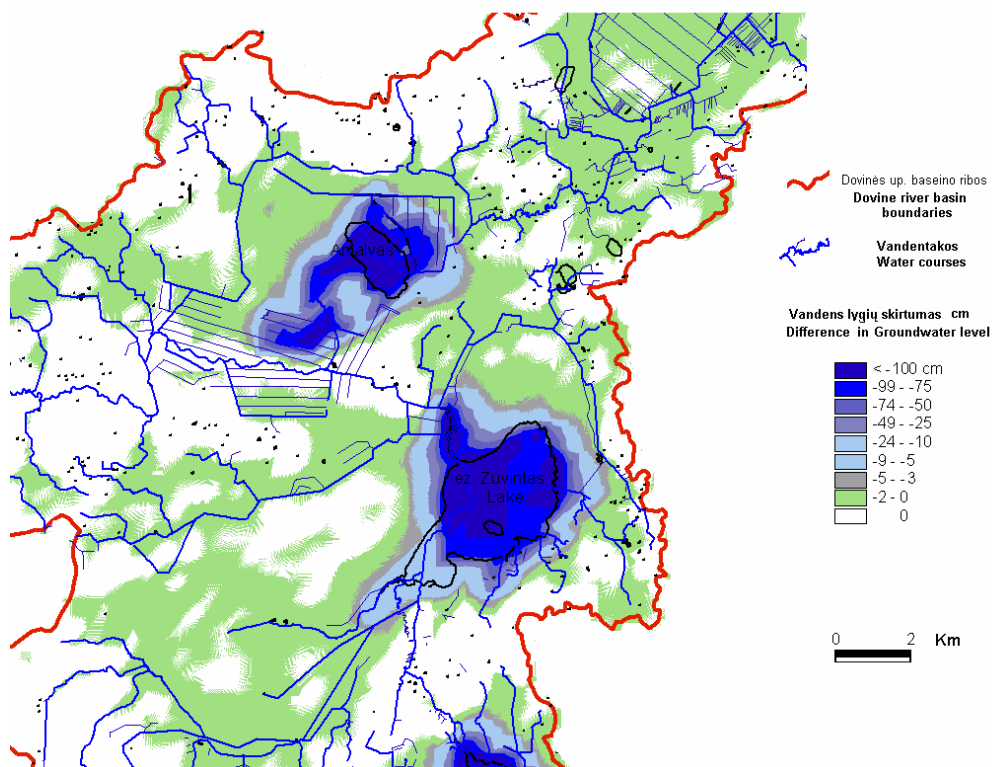 Amalvas
ež. Žuvintas
Lake
Dovinės up. baseino ribos
Dovine river basin
boundaries
Vandentakos
Water courses
Vandens lygių skirtumas cm
Difference in Groundwater level
< -100 cm
-99 - -75
-74 - -50
-49 - -25
-24 - -10
-9 - -5
-5 - -3
-2 - 0
0
0 2 Km